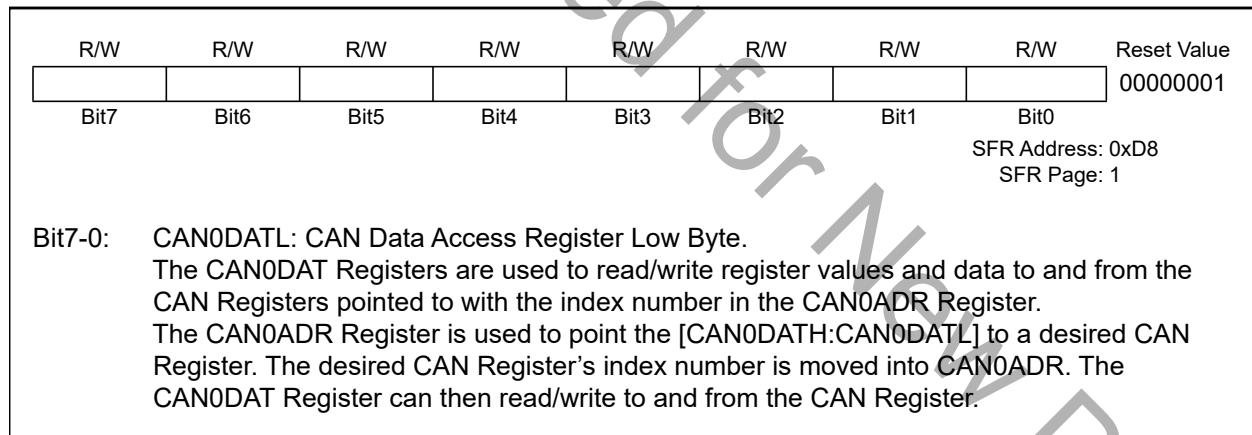 R/W R/W R/W R/W R/W R/W R/W R/W Reset Value
00000001
Bit7 Bit6 Bit5 Bit4 Bit3 Bit2 Bit1 Bit0
SFR Address: 0xD8
SFR Page: 1
Bit7-0: CAN0DATL: CAN Data Access Register Low Byte.
The CAN0DAT Registers are used to read/write register values and data to and from the
CAN Registers pointed to with the index number in the CAN0ADR Register.
The CAN0ADR Register is used to point the [CAN0DATH:CAN0DATL] to a desired CAN
Register. The desired CAN Register's index number is moved into CAN0ADR. The
CAN0DAT Register can then read/write to and from the CAN Register.
for New